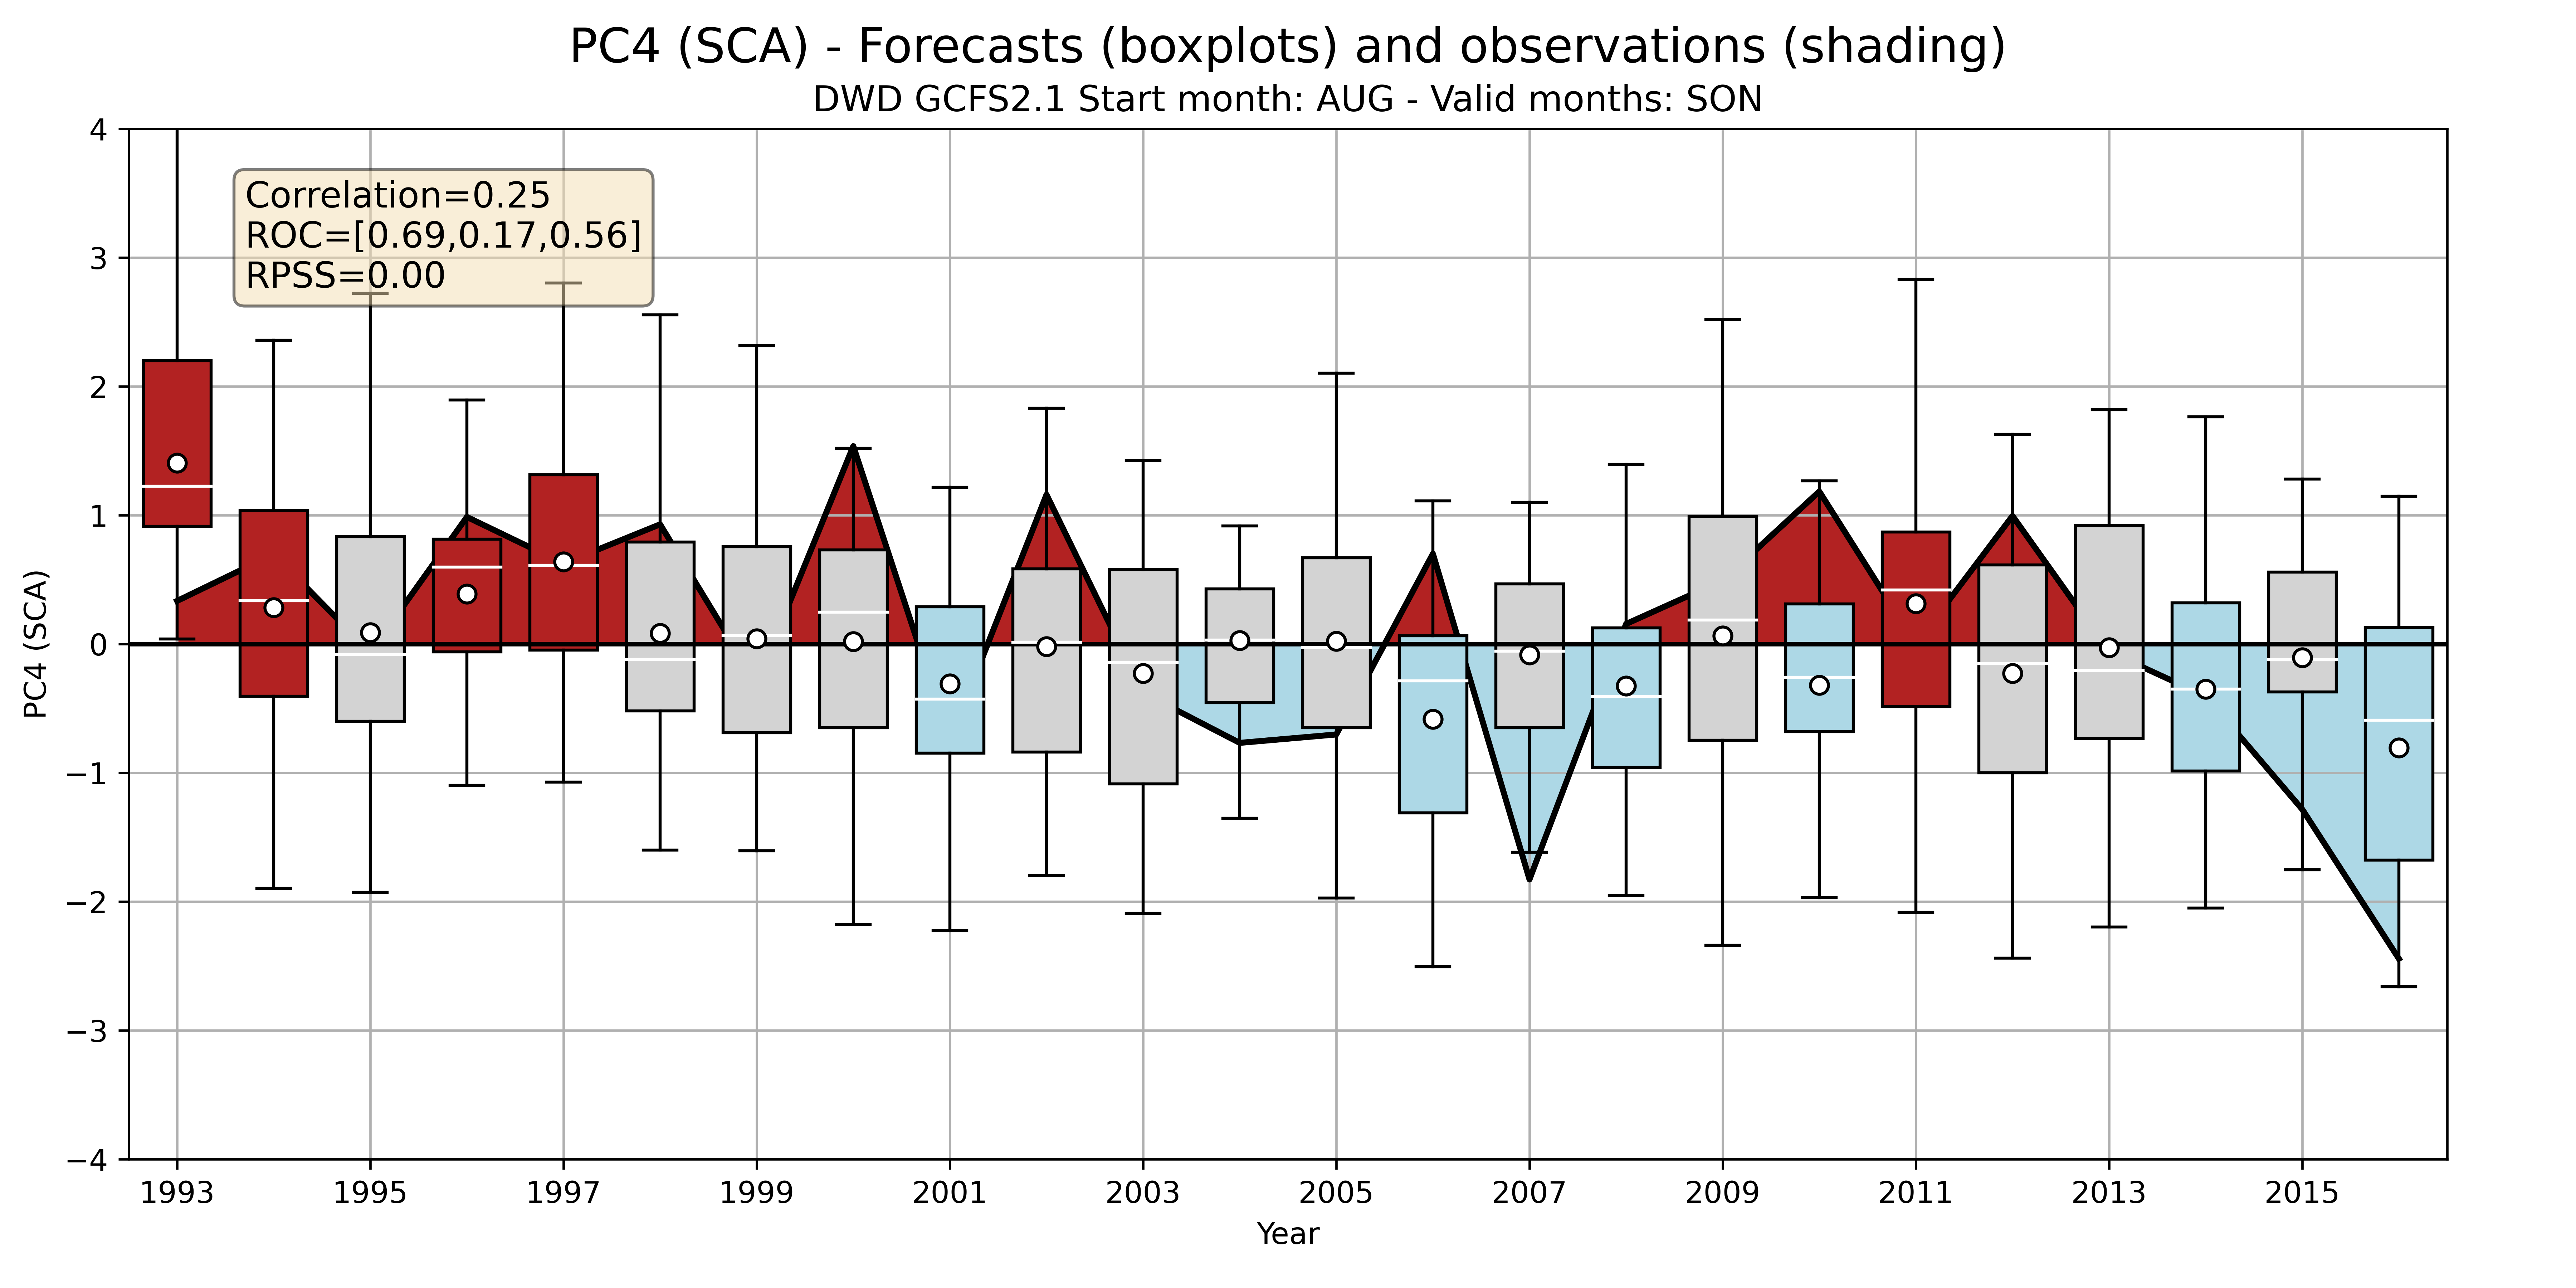 PC4 (SCA) - Forecasts (boxplots) and observations (shading)
DWD GCFS2.1 Start month: AUG - Valid months: SON
Correlation=0.25
ROC=[0.69,0.17,0.56]
RPSS=0.00
PC4 (SCA)
4
3
2
1
0
−1
−2
−3
−4
1993 1995 1997 1999 2001 2003 2005 2007 2009 2011 2013 2015
Year